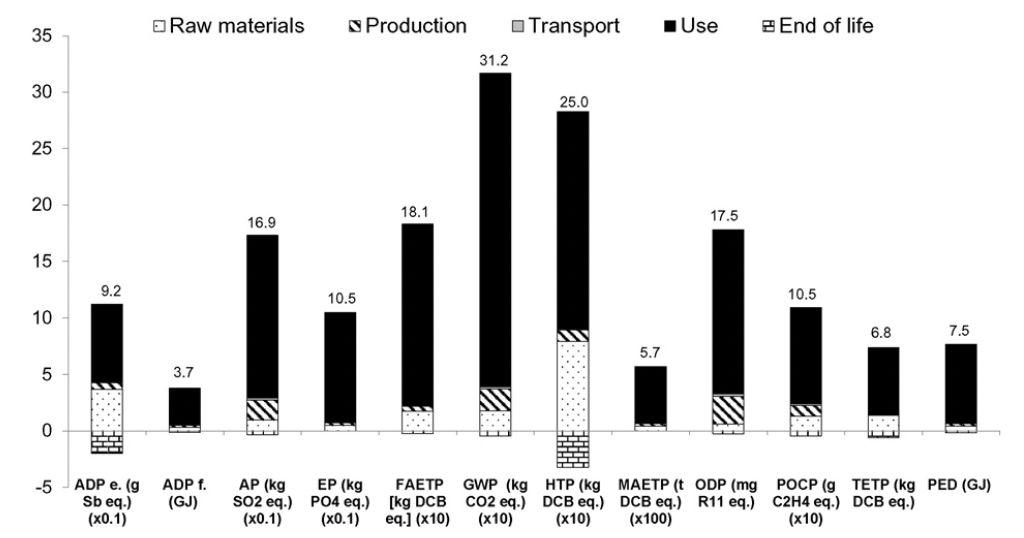 Raw materials Production Transport Use End of life
35
30
25
20
15
10
5
0
-5
9.2
3.7
16.9
10.5
18.1
31.2
25.0
5.7
17.5
10.5
6.8
7.5
ADP e. (g
Sb eq.)
(x0.1)
ADP f.
(GJ)
AP (kg
SO2 eq.)
(x0.1)
EP (kg
PO4 eq.)
(x0.1)
FAETP
[kg DCB
eq.] (x10)
GWP (kg
CO2 eq.)
(x10)
HTP (kg
DCB eq.)
(x10)
MAETP (t
DCB eq.)
(x100)
ODP (mg
R11 eq.)
POCP (g
C2H4 eq.)
(x10)
TETP (kg
DCB eq.)
PED (GJ)